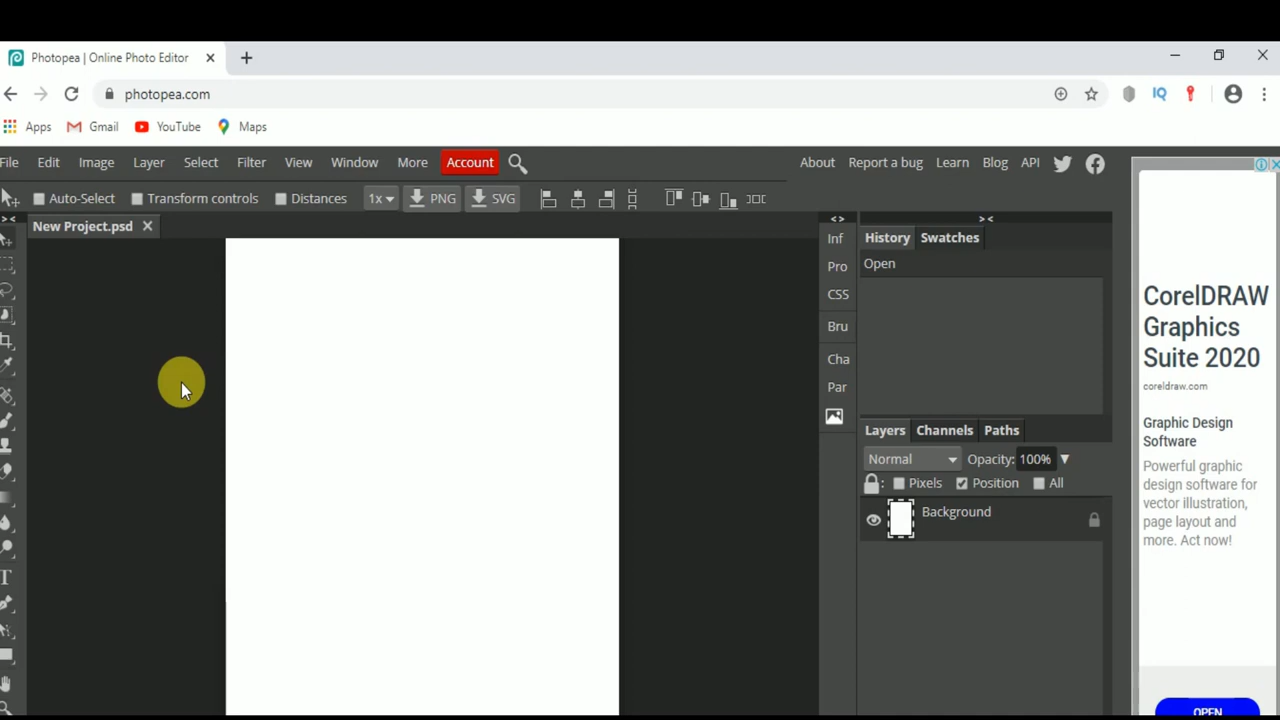 Photopea | Online Photo Editor
photopea.com
Apps Gmail YouTube Maps
File Edit Image Layer Select Filter View Window More Account About Report a bug Learn Blog API
Auto-Select Transform controls Distances 1x PNG SVG
New Project.psd
Inf
Pro
CSS
Bru
Cha
Par
History Swatches
Open
Layers Channels Paths
Normal Opacity: 100%
: Pixels Position All
Background
CorelDRAW
Graphics
Suite 2020
coreldraw.com
Graphic Design
Software
Powerful graphic
design software for
vector illustration,
page layout and
more. Act now!
OPEN